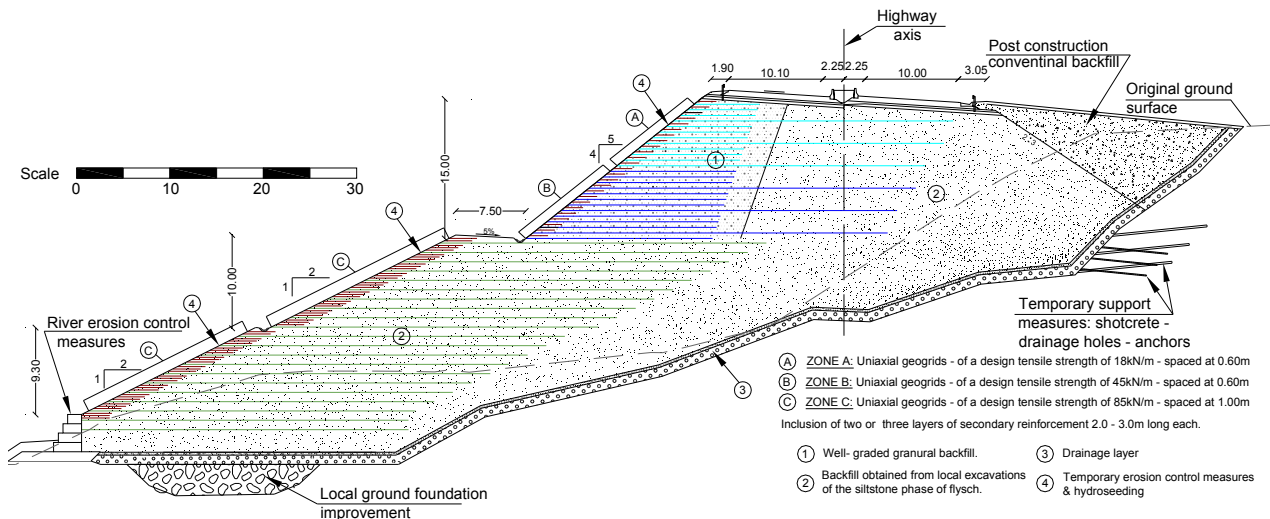 Highway
axis
Post construction
conventinal backfill
Original ground
surface
1.90 10.10 2.25 2.25 10.00 3.05
4
A
5
4
1
2:3
Scale 0 10 20 30
15.00
B
2
7.50
5%
4
C
2
1
10.00
4
River erosion control
measures
2
Temporary support
measures: shotcrete -
drainage holes - anchors
C
2
1
9.30
3
A ZONE A: Uniaxial geogrids - of a design tensile strength of 18kN/m - spaced at 0.60m
B ZONE B: Uniaxial geogrids - of a design tensile strength of 45kN/m - spaced at 0.60m
C ZONE C: Uniaxial geogrids - of a design tensile strength of 85kN/m - spaced at 1.00m
Inclusion of two or three layers of secondary reinforcement 2.0 - 3.0m long each.
1 Well- graded granural backfill.
2 Backfill obtained from local excavations
of the siltstone phase of flysch.
3 Drainage layer
4 Temporary erosion control measures
& hydroseeding
Local ground foundation
improvement